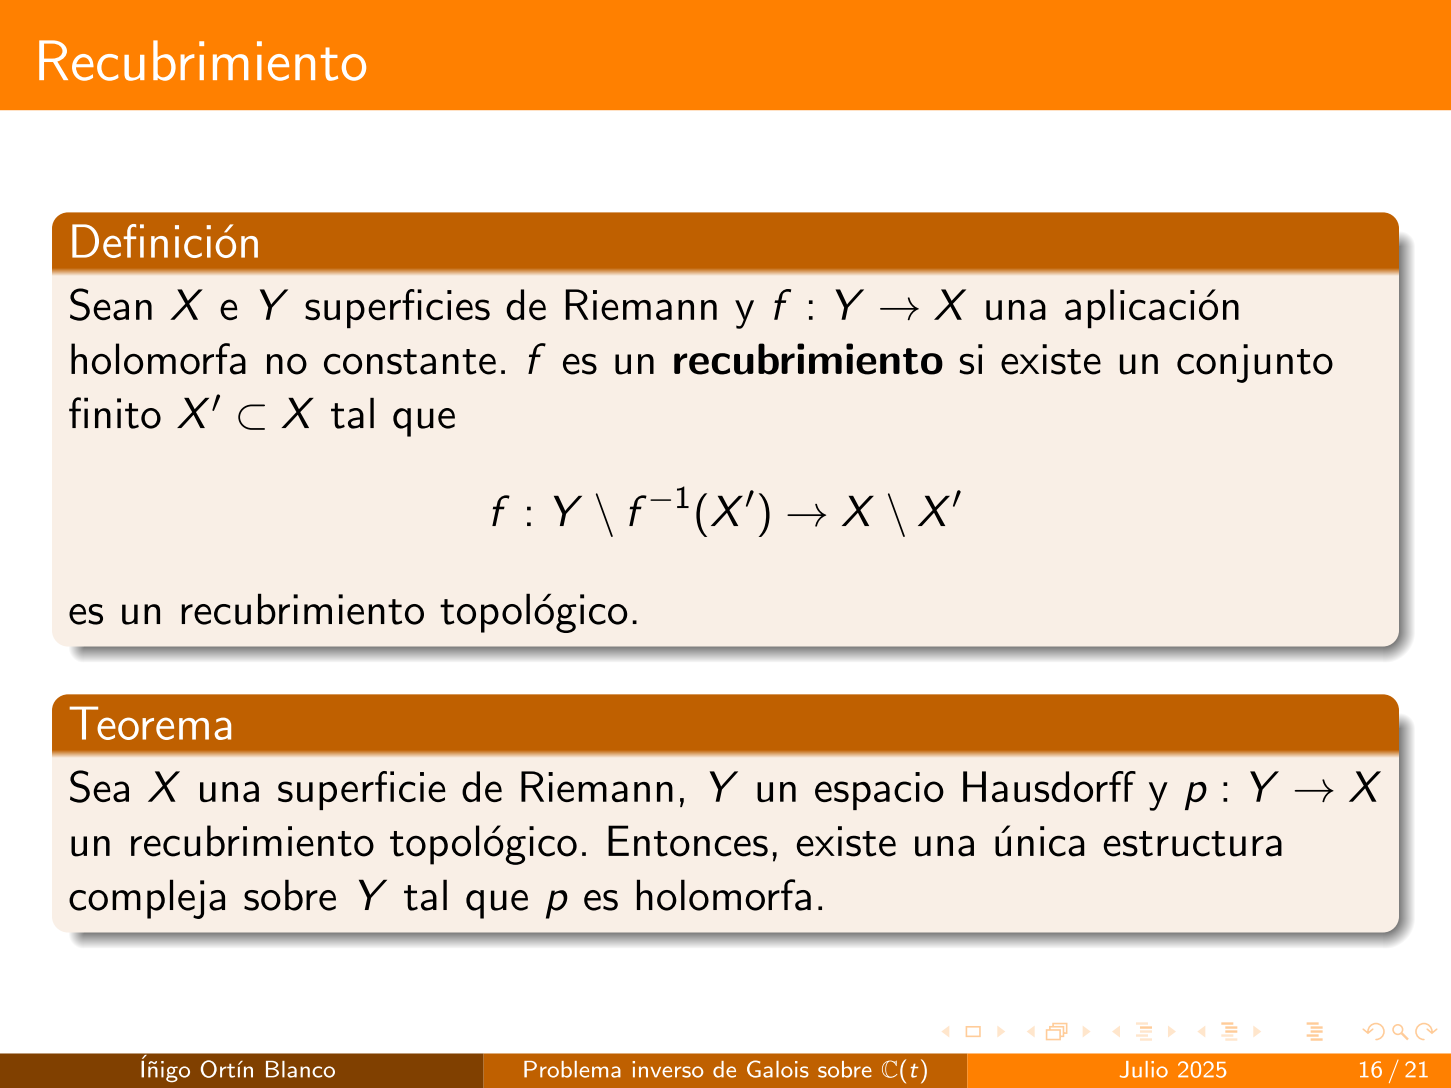 Recubrimiento
Definición
Sean X e Y superficies de Riemann y f : Y → X una aplicación
holomorfa no constante. f es un recubrimiento si existe un conjunto
finito X′ ⊂ X tal que
f : Y \ f⁻¹(X′) → X \ X′
es un recubrimiento topológico.
Teorema
Sea X una superficie de Riemann, Y un espacio Hausdorff y p : Y → X
un recubrimiento topológico. Entonces, existe una única estructura
compleja sobre Y tal que p es holomorfa.
Íñigo Ortín Blanco Problema inverso de Galois sobre ℂ(t) Julio 2025 16 / 21